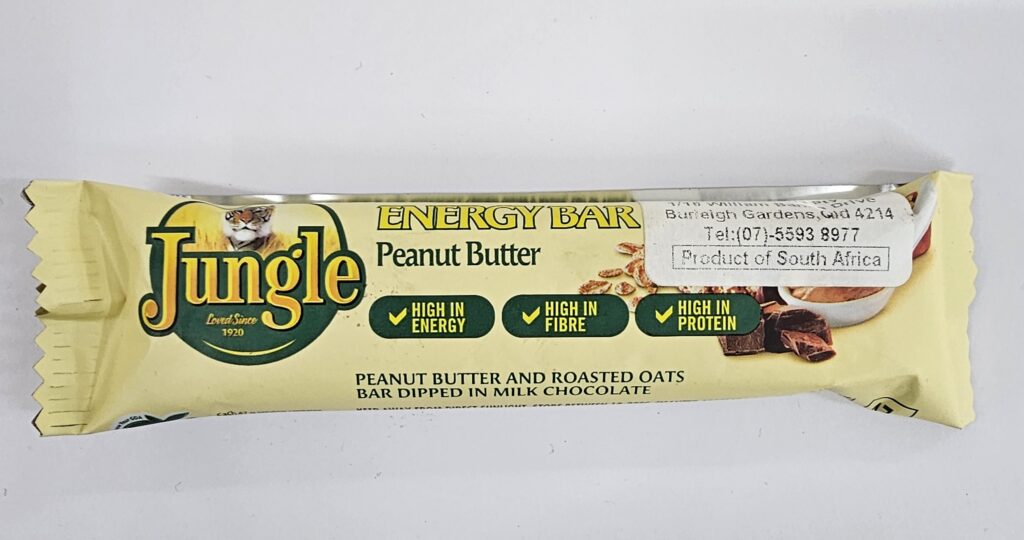 ENERGY BAR
Jungle
Loved Since
1920
Peanut Butter
HIGH IN
ENERGY
HIGH IN
FIBRE
HIGH IN
PROTEIN
PEANUT BUTTER AND ROASTED OATS
BAR DIPPED IN MILK CHOCOLATE
William Drive
Burleigh Gardens, Qld 4214
Tel:(07)-5593 8977
Product of South Africa